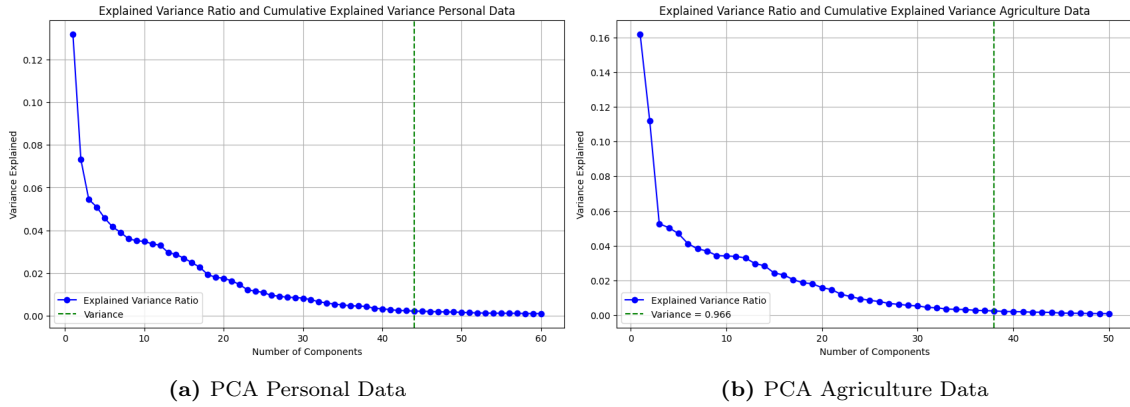 Explained Variance Ratio and Cumulative Explained Variance Personal Data
Variance Explained
0.12
0.10
0.08
0.06
0.04
0.02
0.00
Explained Variance Ratio
Variance
0 10 20 30 40 50 60
Number of Components
(a) PCA Personal Data
Explained Variance Ratio and Cumulative Explained Variance Agriculture Data
Variance Explained
0.16
0.14
0.12
0.10
0.08
0.06
0.04
0.02
0.00
Explained Variance Ratio
Variance = 0.966
0 10 20 30 40 50
Number of Components
(b) PCA Agriculture Data